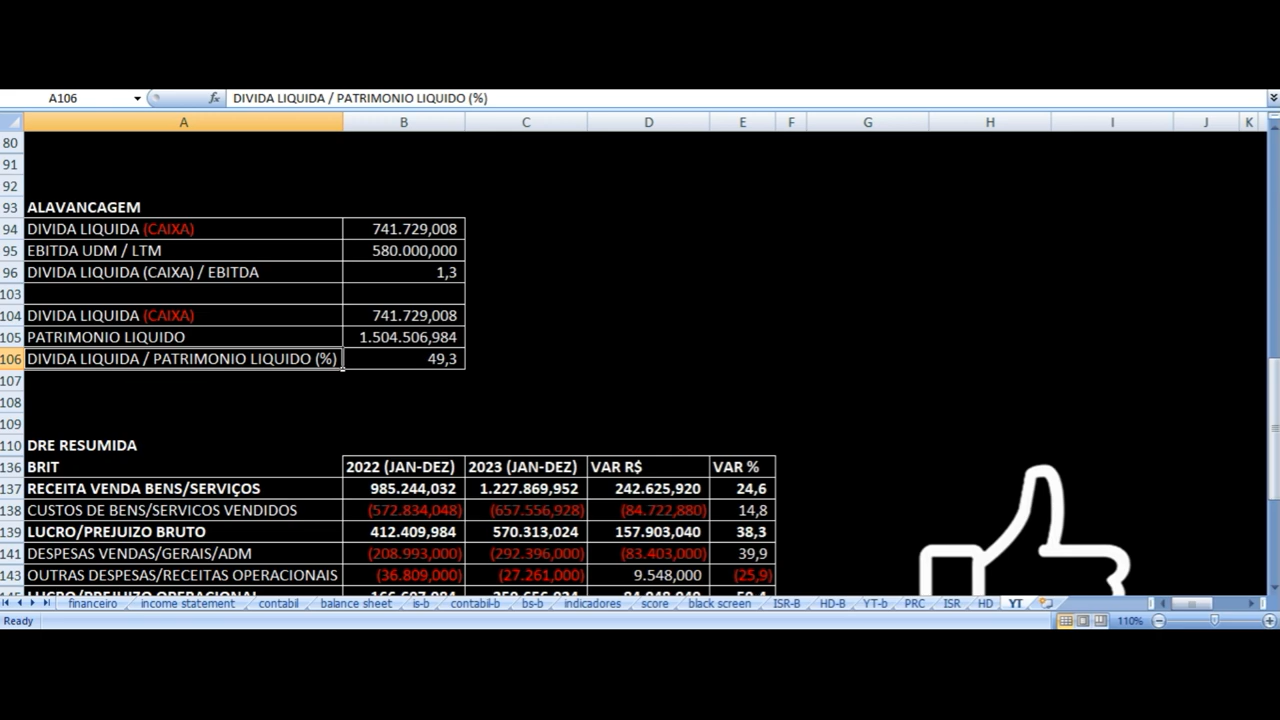 A106 fx DIVIDA LIQUIDA / PATRIMONIO LIQUIDO (%)
A B C D E F G H I J K
80
91
92
93 ALAVANCAGEM
94 DIVIDA LIQUIDA (CAIXA) 741.729,008
95 EBITDA UDM / LTM 580.000,000
96 DIVIDA LIQUIDA (CAIXA) / EBITDA 1,3
103
104 DIVIDA LIQUIDA (CAIXA) 741.729,008
105 PATRIMONIO LIQUIDO 1.504.506,984
106 DIVIDA LIQUIDA / PATRIMONIO LIQUIDO (%) 49,3
107
108
109
110 DRE RESUMIDA
136 BRIT 2022 (JAN-DEZ) 2023 (JAN-DEZ) VAR R$ VAR %
137 RECEITA VENDA BENS/SERVIÇOS 985.244,032 1.227.869,952 242.625,920 24,6
138 CUSTOS DE BENS/SERVICOS VENDIDOS (572.834,048) (657.556,928) (84.722,880) 14,8
139 LUCRO/PREJUIZO BRUTO 412.409,984 570.313,024 157.903,040 38,3
141 DESPESAS VENDAS/GERAIS/ADM (208.993,000) (292.396,000) (83.403,000) 39,9
143 OUTRAS DESPESAS/RECEITAS OPERACIONAIS (36.809,000) (27.261,000) 9.548,000 (25,9)
financeiro income statement contabil balance sheet is-b contabil-b bs-b indicadores score black screen ISR-B HD-B YT-b PRC ISR HD YT
Ready 110%